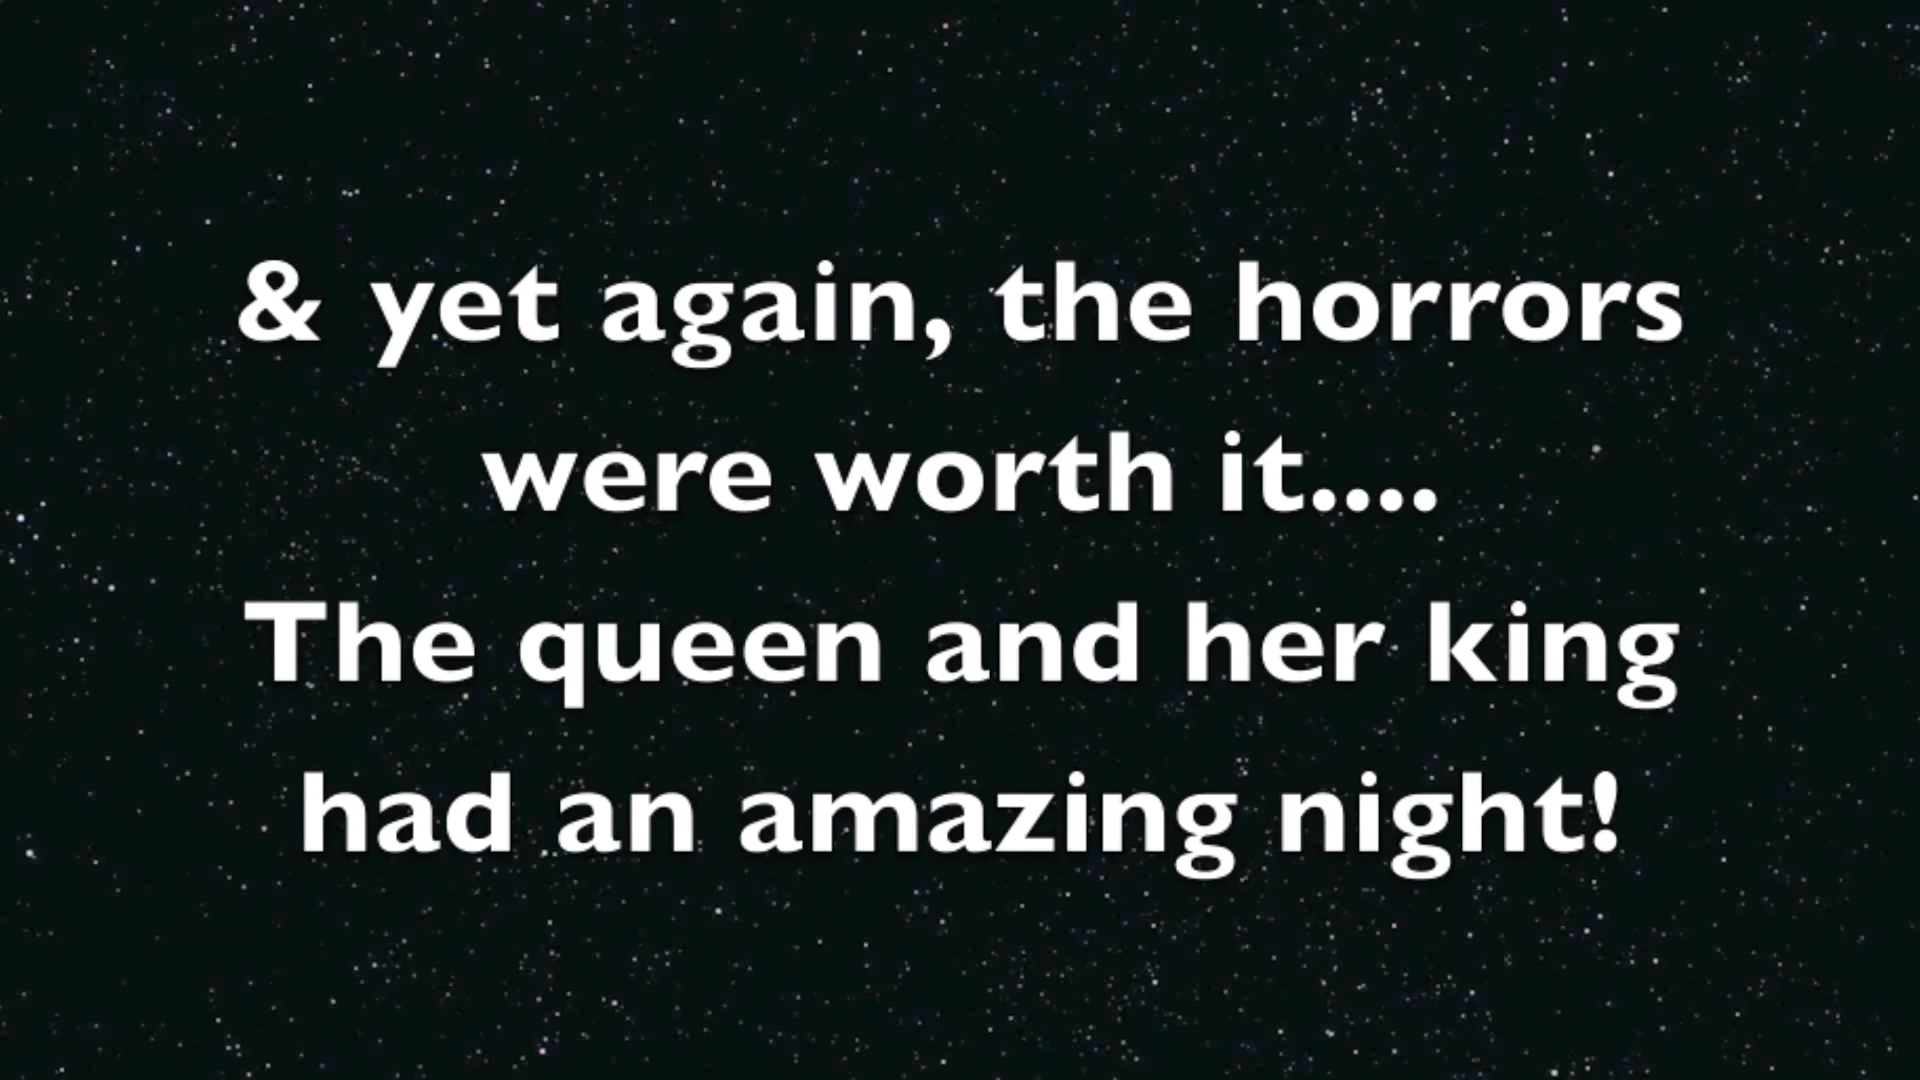 & yet again, the horrors
were worth it....
The queen and her king
had an amazing night!